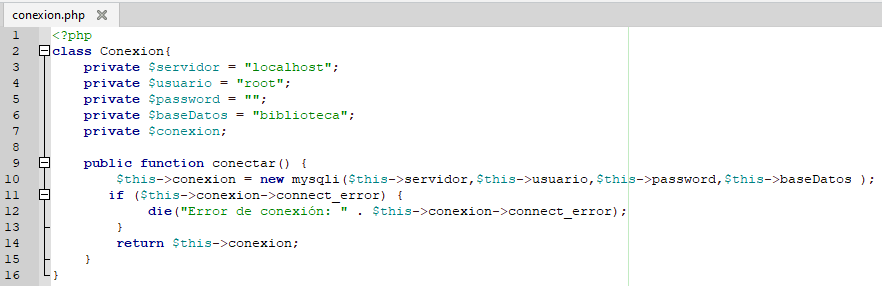 conexion.php
1 <?php
2 class Conexion{
3     private $servidor = "localhost";
4     private $usuario = "root";
5     private $password = "";
6     private $baseDatos = "biblioteca";
7     private $conexion;
8
9     public function conectar() {
10         $this->conexion = new mysqli($this->servidor,$this->usuario,$this->password,$this->baseDatos );
11        if ($this->conexion->connect_error) {
12             die("Error de conexión: " . $this->conexion->connect_error);
13         }
14         return $this->conexion;
15     }
16 }